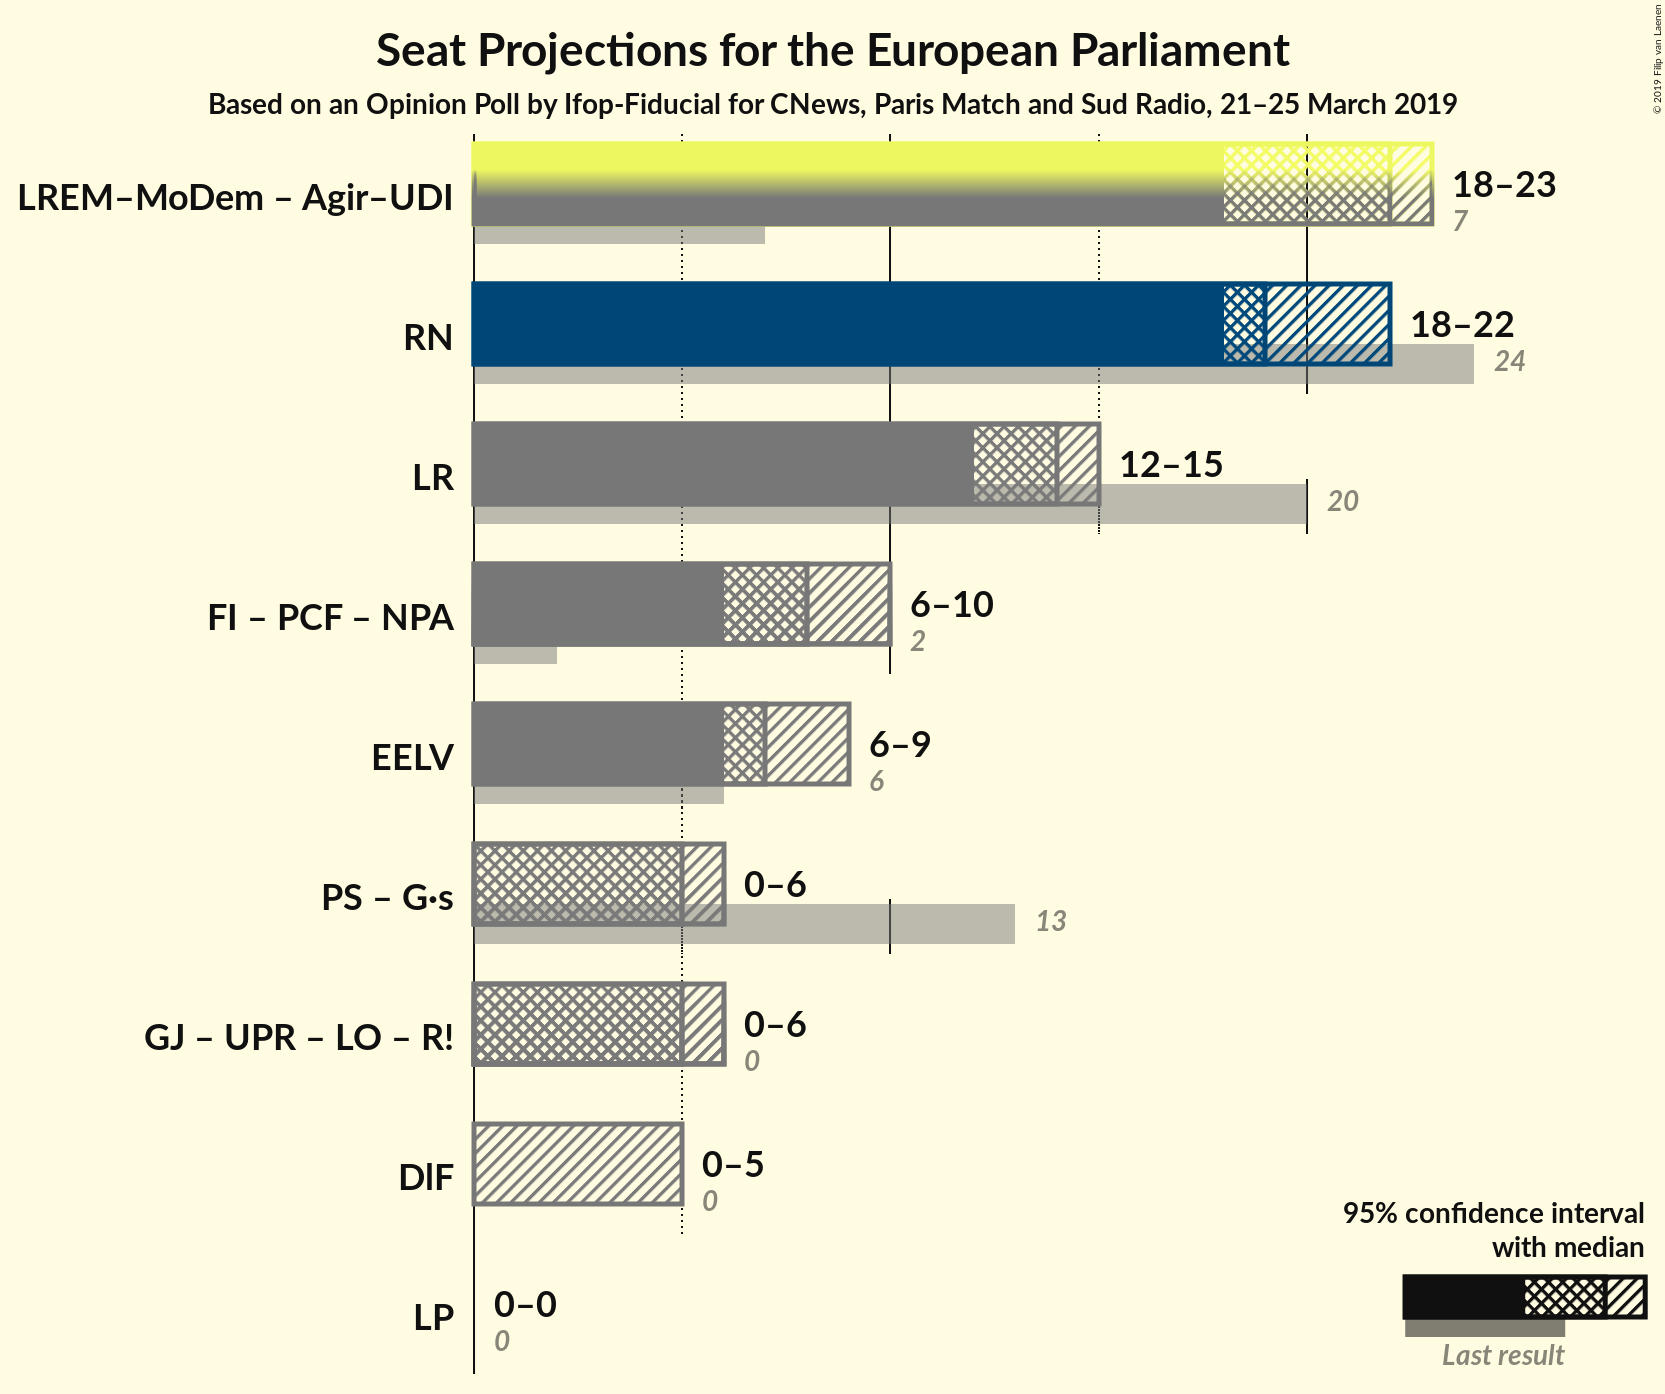 Seat Projections for the European Parliament
Based on an Opinion Poll by Ifop-Fiducial for CNews, Paris Match and Sud Radio, 21–25 March 2019
© 2019 Filip van Laenen
LREM–MoDem – Agir–UDI
18–23
7
RN
18–22
24
LR
12–15
20
FI – PCF – NPA
6–10
2
EELV
6–9
6
PS – G·s
0–6
13
GJ – UPR – LO – R!
0–6
0
DlF
0–5
0
LP
0–0
0
95% confidence interval
with median
Last result